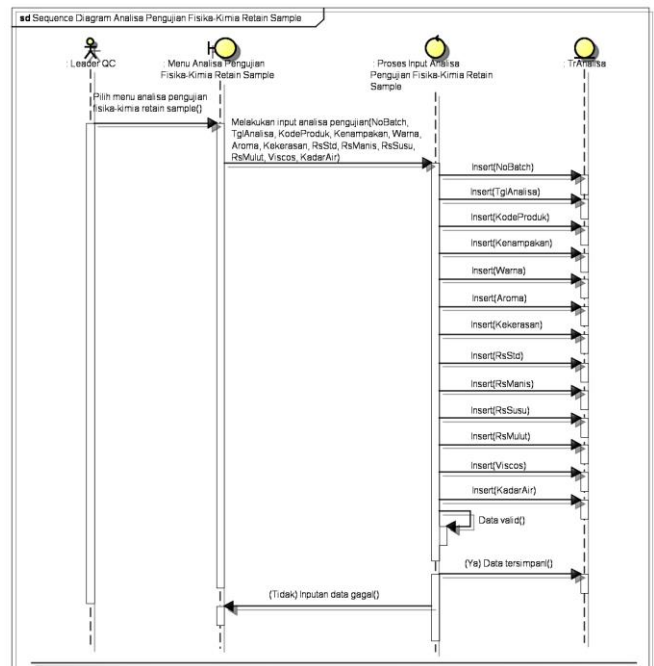 sd Sequence Diagram Analisa Pengujian Fisika-Kimia Retain Sample
: Leader QC
: Menu Analisa Pengujian
Fisika-Kimia Retain Sample
: Proses Input Analisa
Pengujian Fisika-Kimia Retain
Sample
: TrAnalisa
Pilih menu analisa pengujian
fisika-kimia retain sample()
Melakukan input analisa pengujian(NoBatch,
TglAnalisa, KodeProduk, Kenampakan, Warna,
Aroma, Kekerasan, RsStd, RsManis, RsSusu,
RsMulut, Viscos, KadarAir)
Insert(NoBatch)
Insert(TglAnalisa)
Insert(KodeProduk)
Insert(Kenampakan)
Insert(Warna)
Insert(Aroma)
Insert(Kekerasan)
Insert(RsStd)
Insert(RsManis)
Insert(RsSusu)
Insert(RsMulut)
Insert(Viscos)
Insert(KadarAir)
Data valid()
(Ya) Data tersimpan()
(Tidak) Inputan data gagal()